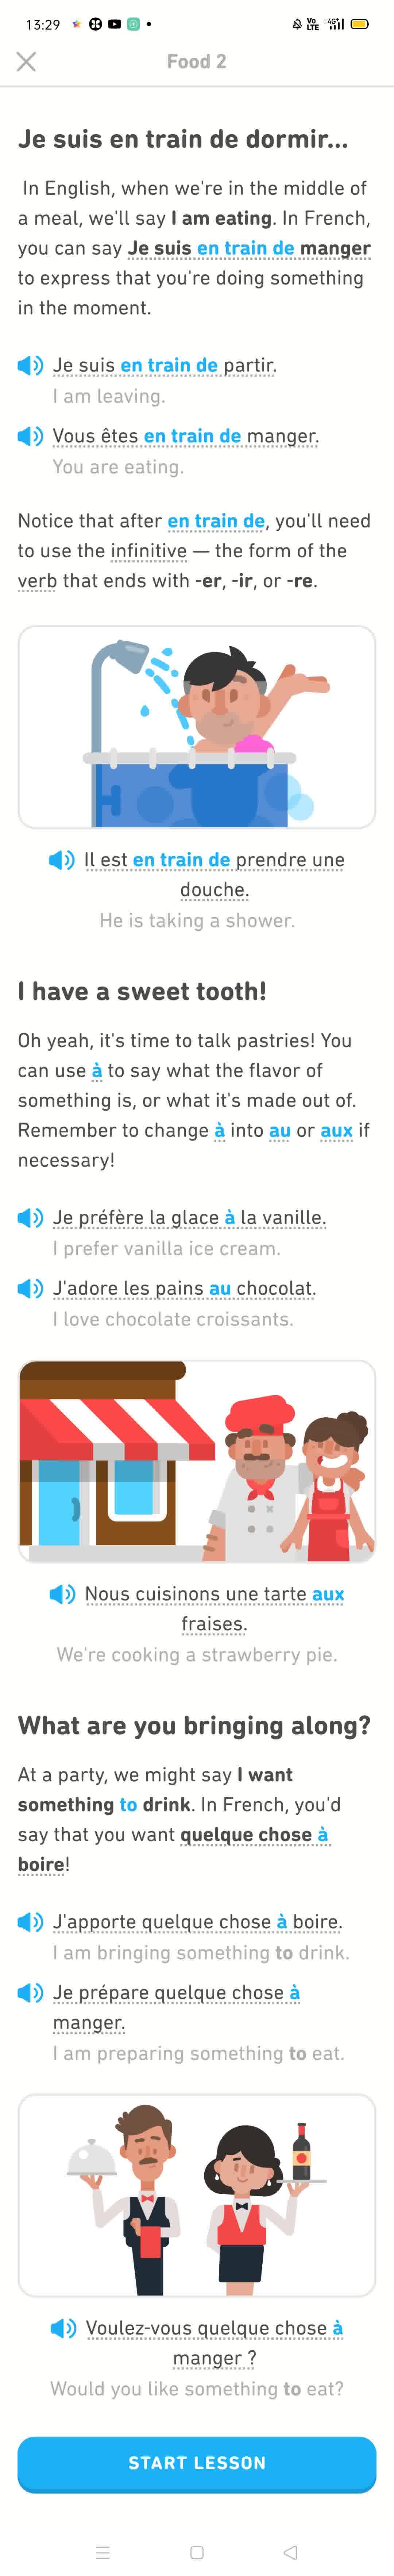 13:29
Vo LTE 4G+
Food 2
Je suis en train de dormir...
In English, when we're in the middle of
a meal, we'll say I am eating. In French,
you can say Je suis en train de manger
to express that you're doing something
in the moment.
Je suis en train de partir.
I am leaving.
Vous êtes en train de manger.
You are eating.
Notice that after en train de, you'll need
to use the infinitive — the form of the
verb that ends with -er, -ir, or -re.
Il est en train de prendre une
douche.
He is taking a shower.
I have a sweet tooth!
Oh yeah, it's time to talk pastries! You
can use à to say what the flavor of
something is, or what it's made out of.
Remember to change à into au or aux if
necessary!
Je préfère la glace à la vanille.
I prefer vanilla ice cream.
J'adore les pains au chocolat.
I love chocolate croissants.
Nous cuisinons une tarte aux
fraises.
We're cooking a strawberry pie.
What are you bringing along?
At a party, we might say I want
something to drink. In French, you'd
say that you want quelque chose à
boire!
J'apporte quelque chose à boire.
I am bringing something to drink.
Je prépare quelque chose à
manger.
I am preparing something to eat.
Voulez-vous quelque chose à
manger ?
Would you like something to eat?
START LESSON